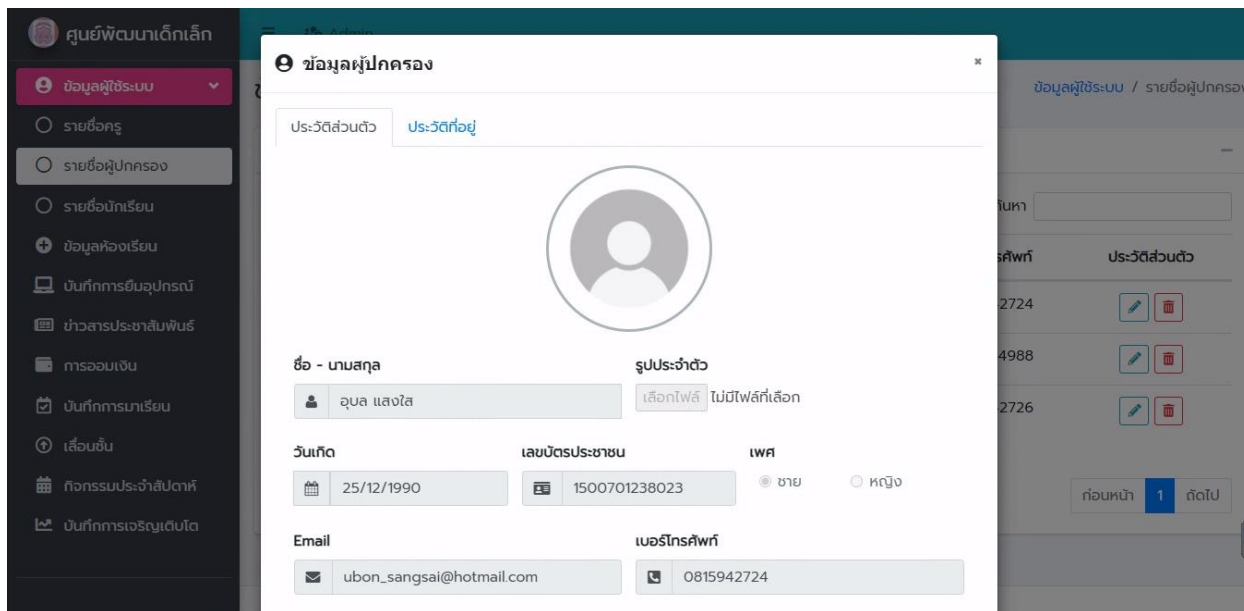 ศูนย์พัฒนาเด็กเล็ก
Admin
ข้อมูลผู้ใช้ระบบ
รายชื่อครู
รายชื่อผู้ปกครอง
รายชื่อนักเรียน
ข้อมูลห้องเรียน
บันทึกการยืมอุปกรณ์
ข่าวสารประชาสัมพันธ์
การออมเงิน
บันทึกการมาเรียน
เลื่อนชั้น
กิจกรรมประจำสัปดาห์
บันทึกการเจริญเติบโต
ข้อมูลผู้ปกครอง
ประวัติส่วนตัว ประวัติที่อยู่
ชื่อ - นามสกุล รูปประจำตัว
อุบล แสงใส เลือกไฟล์ ไม่มีไฟล์ที่เลือก
วันเกิด เลขบัตรประชาชน เพศ
25/12/1990 1500701238023 ชาย หญิง
Email เบอร์โทรศัพท์
ubon_sangsai@hotmail.com 0815942724
ข้อมูลผู้ใช้ระบบ / รายชื่อผู้ปกครอง
ประวัติส่วนตัว
2724
4988
2726
ก่อนหน้า 1 ถัดไป